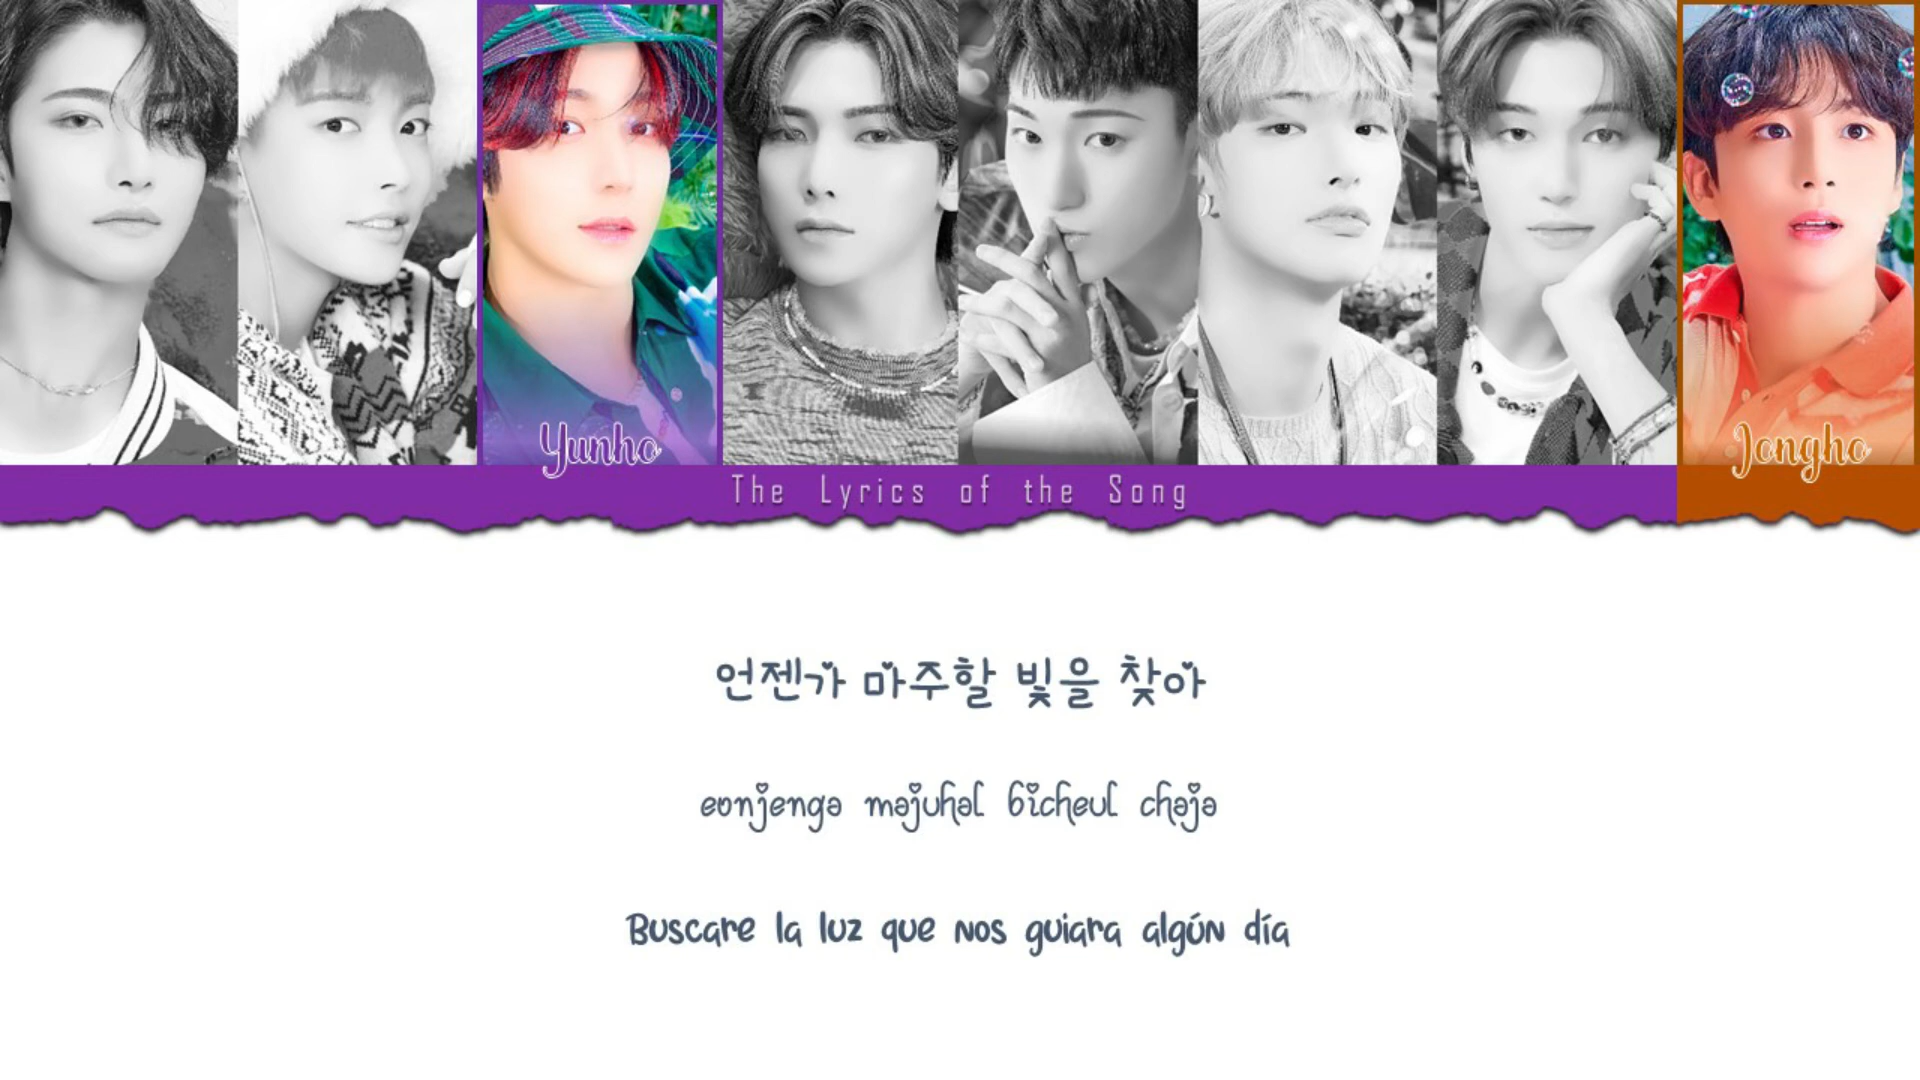 Yunho
Jongho
The Lyrics of the Song
언젠가 마주할 빛을 찾아
eonjenga majuhal bicheul chaja
Buscare la luz que nos guiara algún día